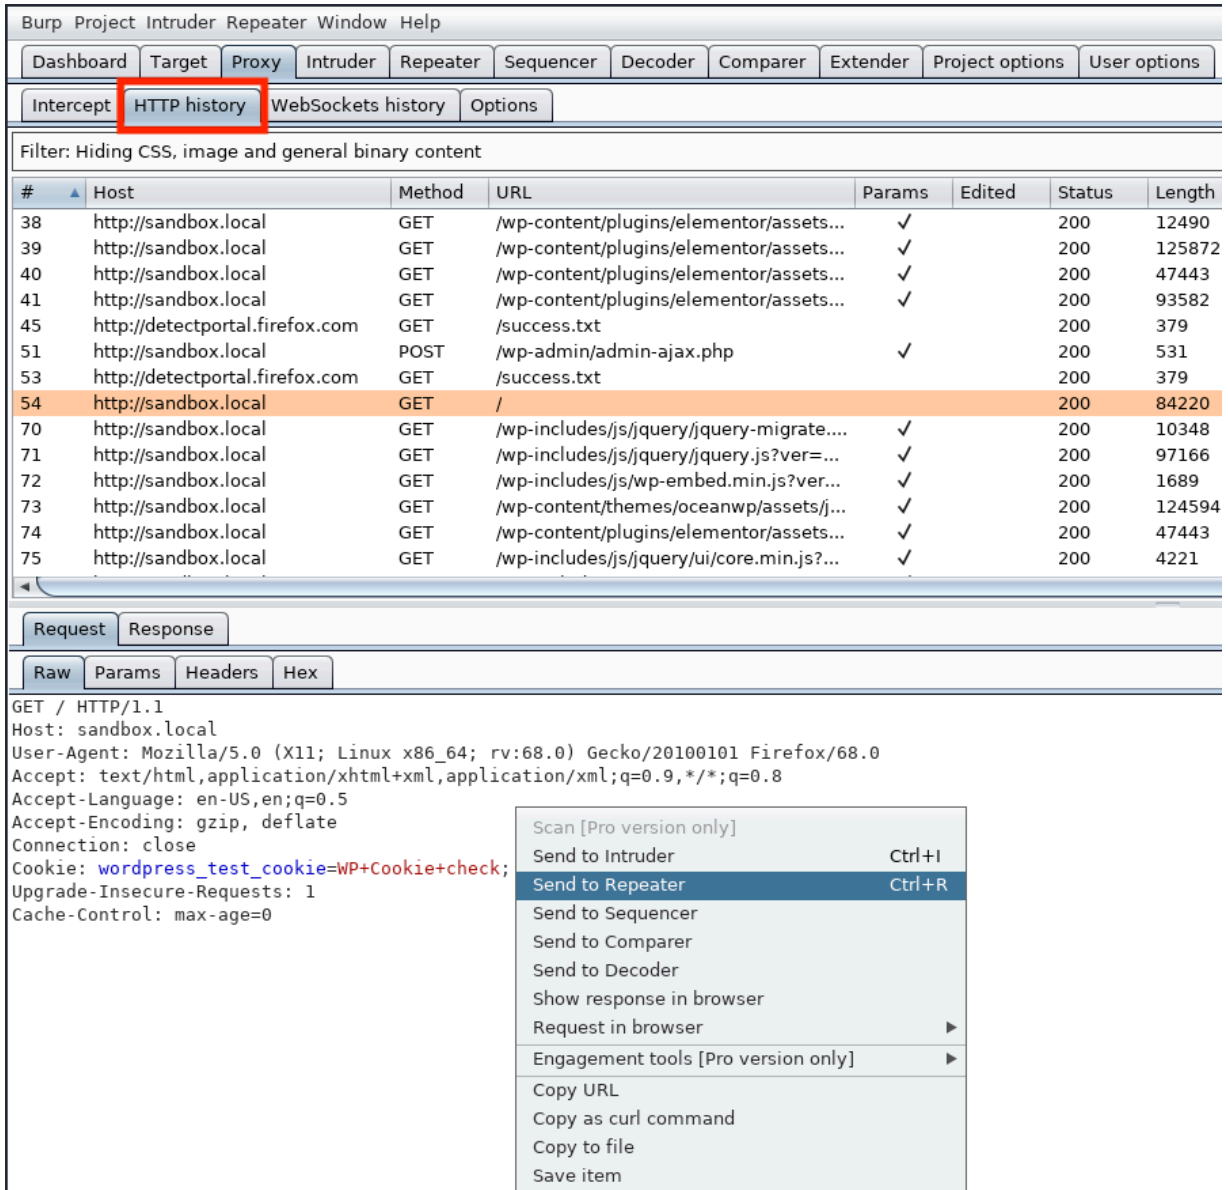 Burp Project Intruder Repeater Window Help
Dashboard Target Proxy Intruder Repeater Sequencer Decoder Comparer Extender Project options User options
Intercept HTTP history WebSockets history Options
Filter: Hiding CSS, image and general binary content
# Host Method URL Params Edited Status Length
38 http://sandbox.local GET /wp-content/plugins/elementor/assets... ✓ 200 12490
39 http://sandbox.local GET /wp-content/plugins/elementor/assets... ✓ 200 125872
40 http://sandbox.local GET /wp-content/plugins/elementor/assets... ✓ 200 47443
41 http://sandbox.local GET /wp-content/plugins/elementor/assets... ✓ 200 93582
45 http://detectportal.firefox.com GET /success.txt 200 379
51 http://sandbox.local POST /wp-admin/admin-ajax.php ✓ 200 531
53 http://detectportal.firefox.com GET /success.txt 200 379
54 http://sandbox.local GET / 200 84220
70 http://sandbox.local GET /wp-includes/js/jquery/jquery-migrate.... ✓ 200 10348
71 http://sandbox.local GET /wp-includes/js/jquery/jquery.js?ver=... ✓ 200 97166
72 http://sandbox.local GET /wp-includes/js/wp-embed.min.js?ver... ✓ 200 1689
73 http://sandbox.local GET /wp-content/themes/oceanwp/assets/j... ✓ 200 124594
74 http://sandbox.local GET /wp-content/plugins/elementor/assets... ✓ 200 47443
75 http://sandbox.local GET /wp-includes/js/jquery/ui/core.min.js?... ✓ 200 4221
Request Response
Raw Params Headers Hex
GET / HTTP/1.1
Host: sandbox.local
User-Agent: Mozilla/5.0 (X11; Linux x86_64; rv:68.0) Gecko/20100101 Firefox/68.0
Accept: text/html,application/xhtml+xml,application/xml;q=0.9,*/*;q=0.8
Accept-Language: en-US,en;q=0.5
Accept-Encoding: gzip, deflate
Connection: close
Cookie: wordpress_test_cookie=WP+Cookie+check;
Upgrade-Insecure-Requests: 1
Cache-Control: max-age=0
Scan [Pro version only]
Send to Intruder Ctrl+I
Send to Repeater Ctrl+R
Send to Sequencer
Send to Comparer
Send to Decoder
Show response in browser
Request in browser
Engagement tools [Pro version only]
Copy URL
Copy as curl command
Copy to file
Save item